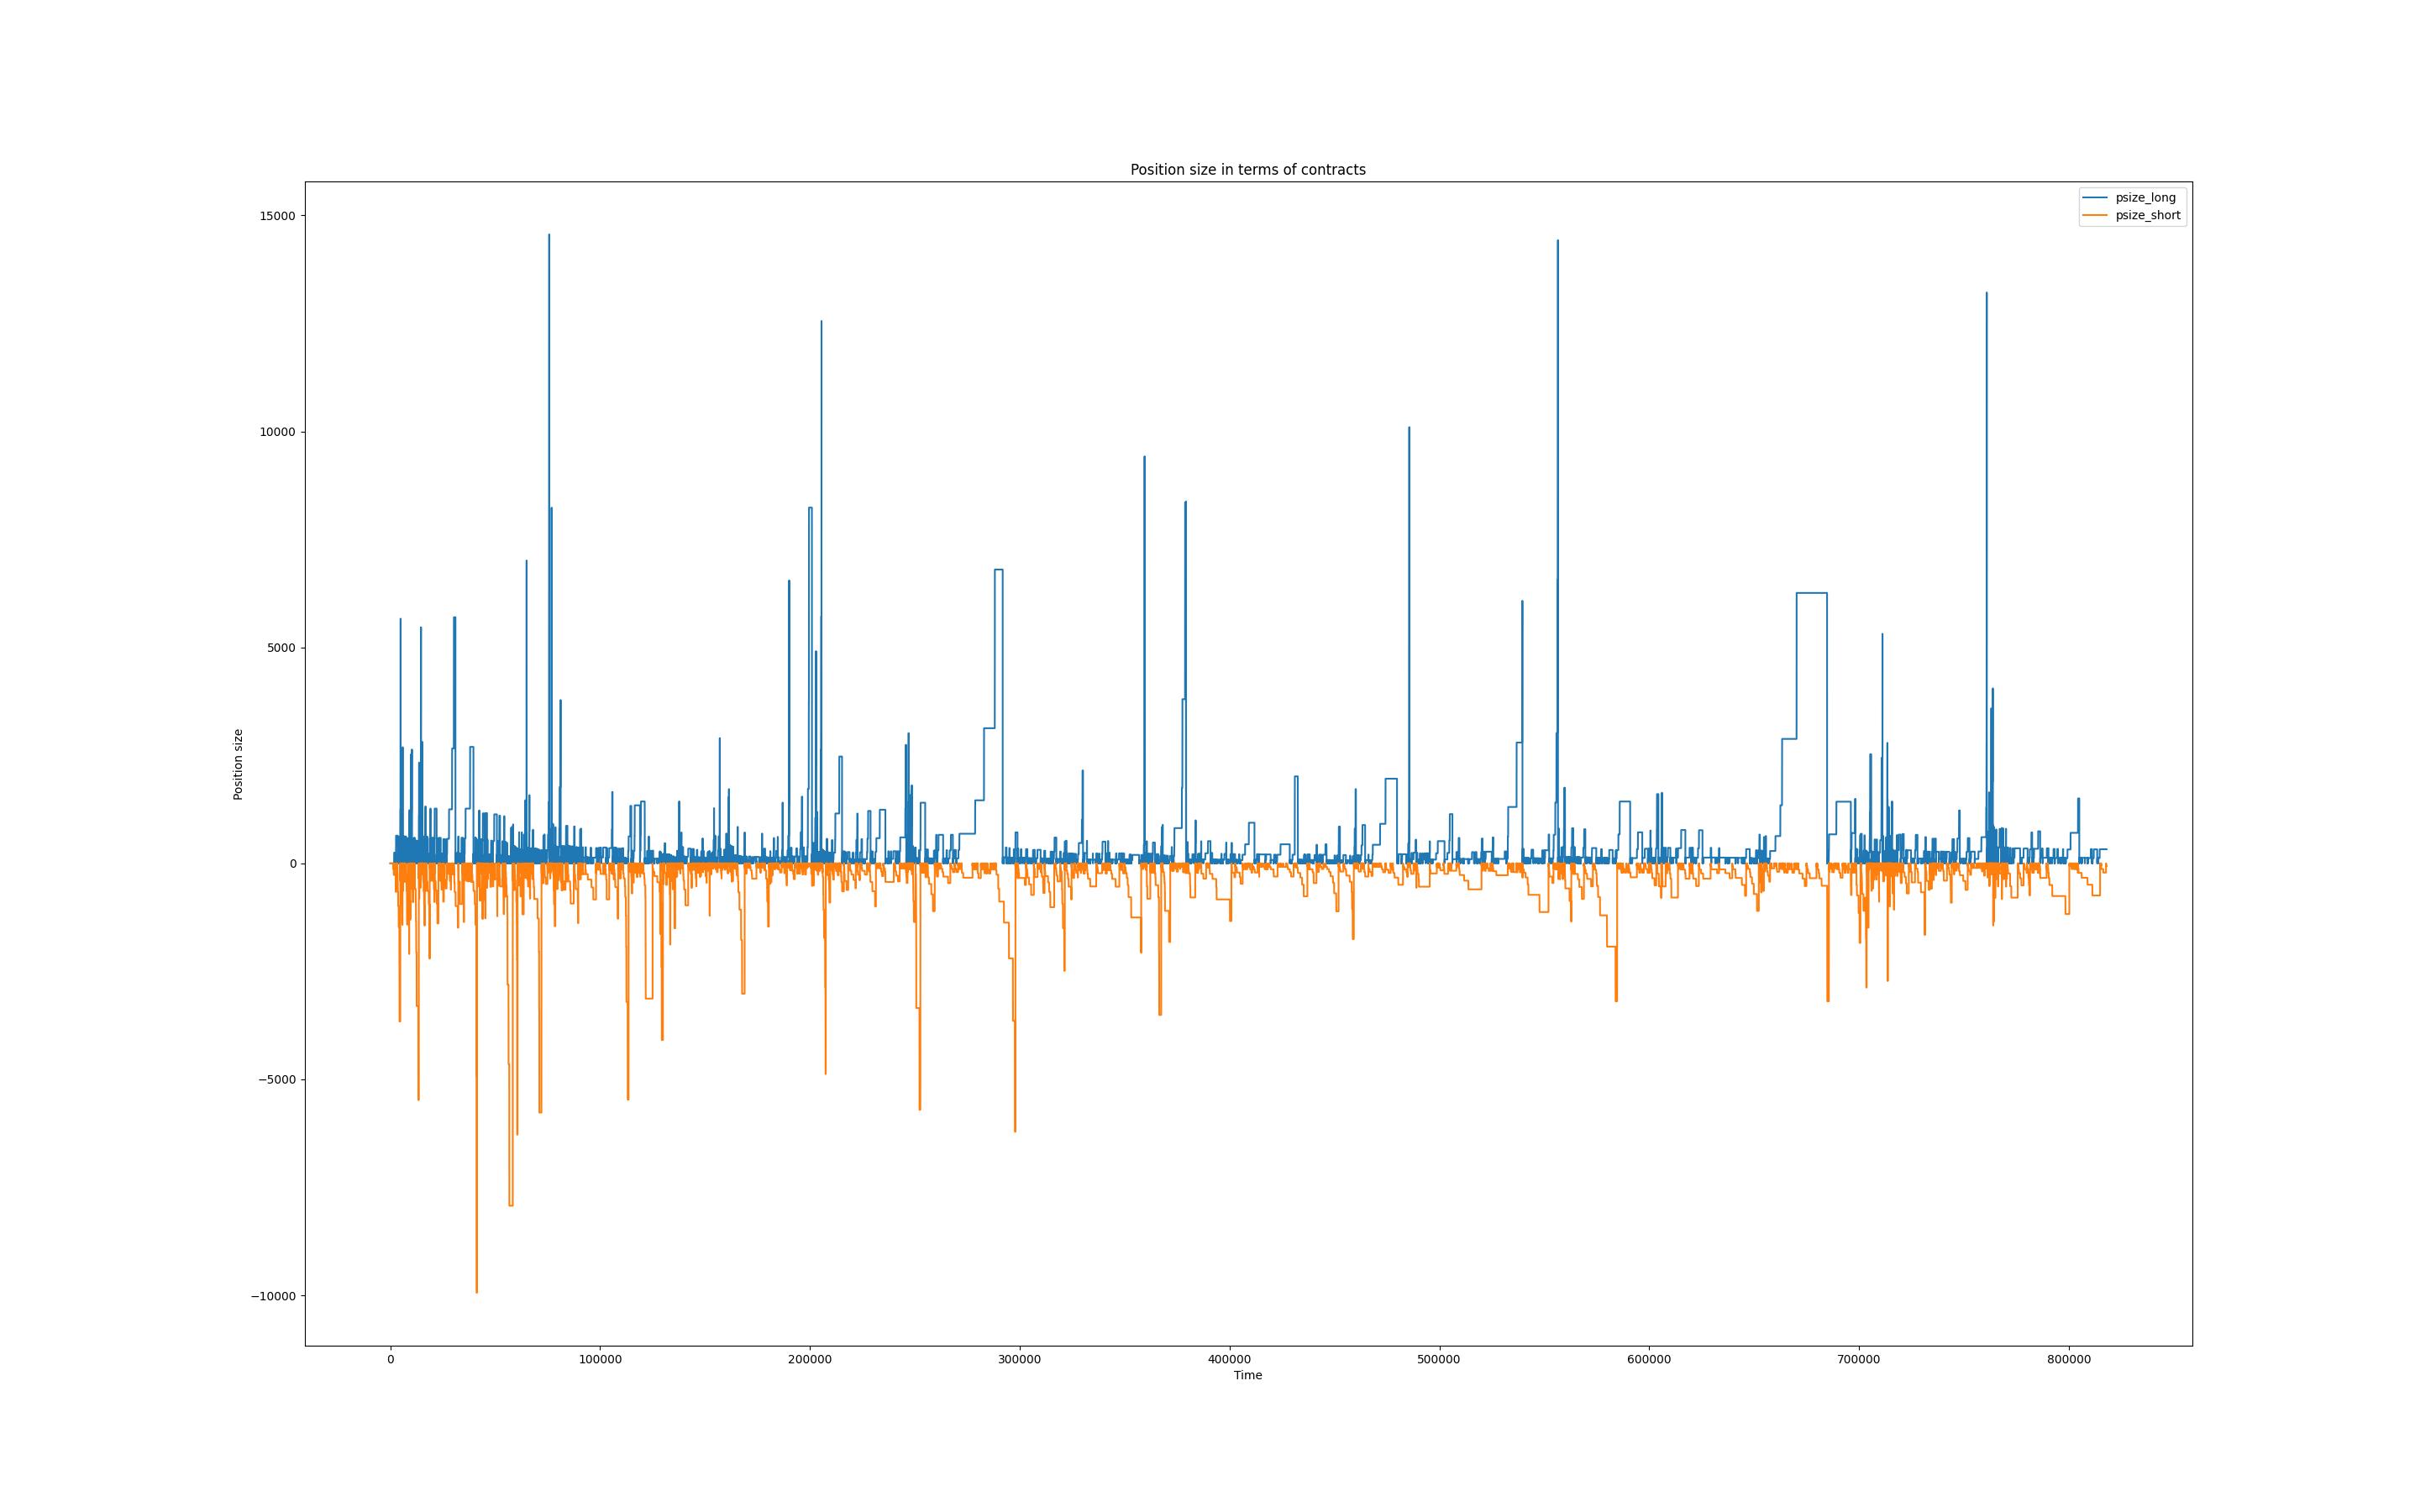 Position size in terms of contracts
psize_long
psize_short
15000
10000
5000
0
−5000
−10000
Position size
0 100000 200000 300000 400000 500000 600000 700000 800000
Time